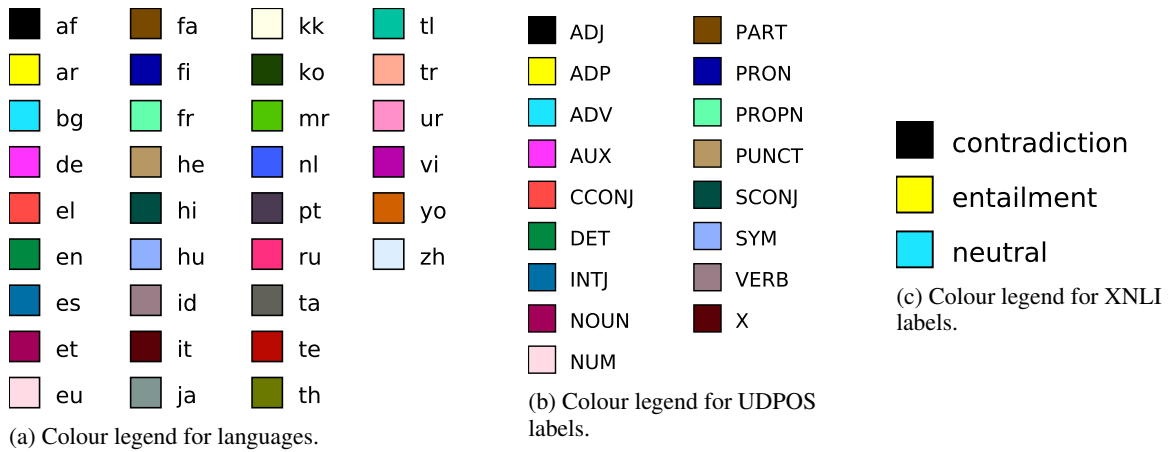 af
ar
bg
de
el
en
es
et
eu
fa
fi
fr
he
hi
hu
id
it
ja
kk
ko
mr
nl
pt
ru
ta
te
th
tl
tr
ur
vi
yo
zh
(a) Colour legend for languages.
ADJ
ADP
ADV
AUX
CCONJ
DET
INTJ
NOUN
NUM
PART
PRON
PROPN
PUNCT
SCONJ
SYM
VERB
X
(b) Colour legend for UDPOS
labels.
contradiction
entailment
neutral
(c) Colour legend for XNLI
labels.